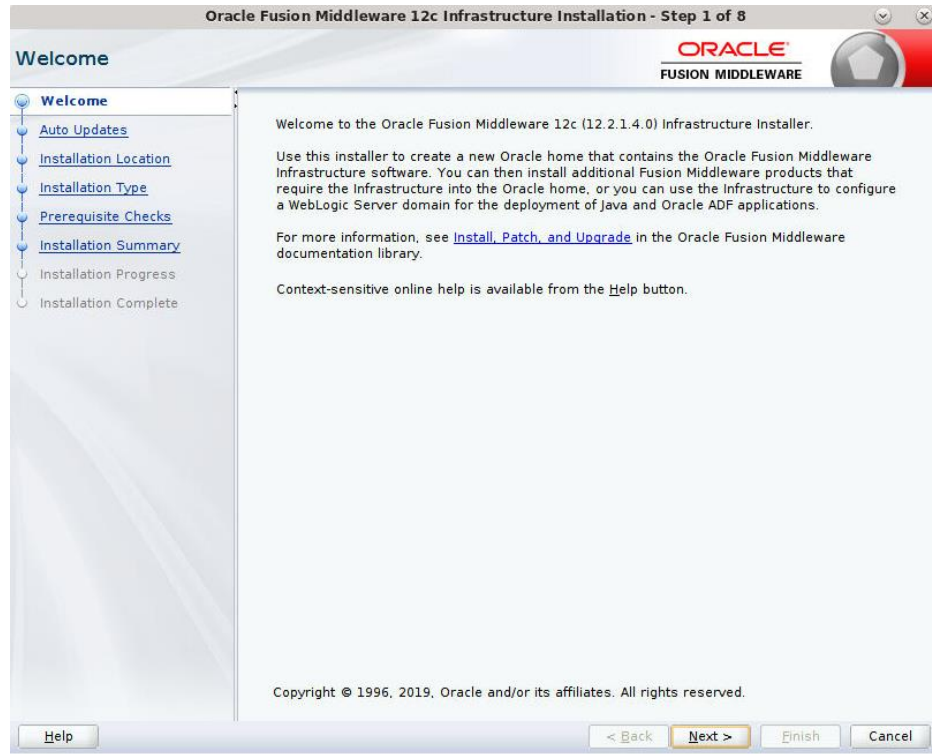 Oracle Fusion Middleware 12c Infrastructure Installation - Step 1 of 8
Welcome
ORACLE
FUSION MIDDLEWARE
Welcome
Auto Updates
Installation Location
Installation Type
Prerequisite Checks
Installation Summary
Installation Progress
Installation Complete
Welcome to the Oracle Fusion Middleware 12c (12.2.1.4.0) Infrastructure Installer.
Use this installer to create a new Oracle home that contains the Oracle Fusion Middleware
Infrastructure software. You can then install additional Fusion Middleware products that
require the Infrastructure into the Oracle home, or you can use the Infrastructure to configure
a WebLogic Server domain for the deployment of Java and Oracle ADF applications.
For more information, see Install, Patch, and Upgrade in the Oracle Fusion Middleware
documentation library.
Context-sensitive online help is available from the Help button.
Copyright © 1996, 2019, Oracle and/or its affiliates. All rights reserved.
Help
< Back
Next >
Finish
Cancel